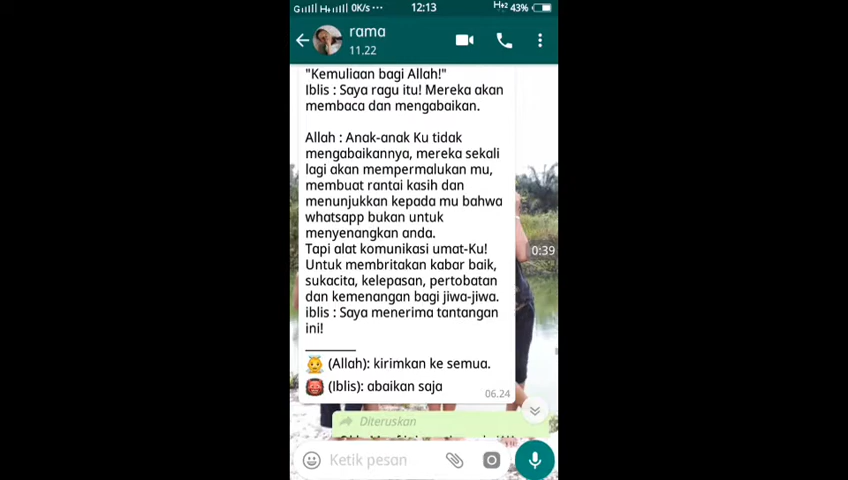 0K/s ··· 12:13 43%
rama
11.22
"Kemuliaan bagi Allah!"
Iblis : Saya ragu itu! Mereka akan
membaca dan mengabaikan.
Allah : Anak-anak Ku tidak
mengabaikannya, mereka sekali
lagi akan mempermalukan mu,
membuat rantai kasih dan
menunjukkan kepada mu bahwa
whatsapp bukan untuk
menyenangkan anda.
Tapi alat komunikasi umat-Ku!
Untuk membritakan kabar baik,
sukacita, kelepasan, pertobatan
dan kemenangan bagi jiwa-jiwa.
iblis : Saya menerima tantangan
ini!
(Allah): kirimkan ke semua.
(Iblis): abaikan saja
06.24
0:39
Diteruskan
Ketik pesan